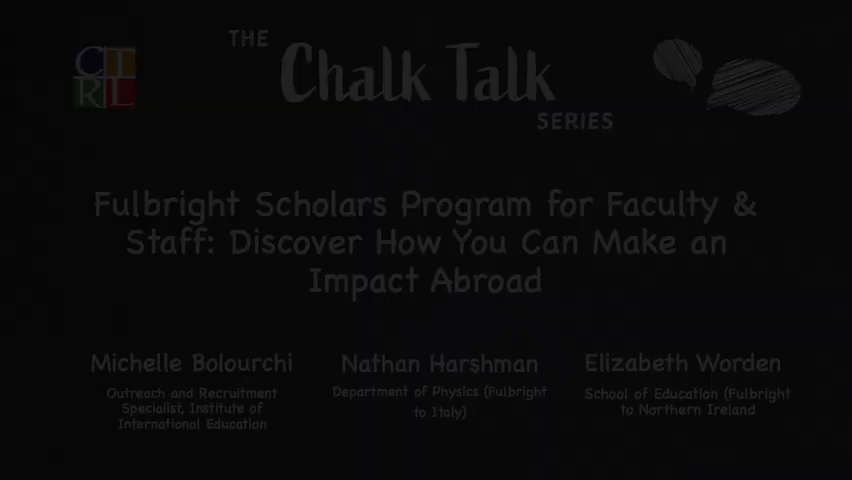 THE
Chalk Talk
SERIES
CT
RL
Fulbright Scholars Program for Faculty &
Staff: Discover How You Can Make an
Impact Abroad
Michelle Bolourchi
Outreach and Recruitment
Specialist, Institute of
International Education
Nathan Harshman
Department of Physics (Fulbright
to Italy)
Elizabeth Worden
School of Education (Fulbright
to Northern Ireland